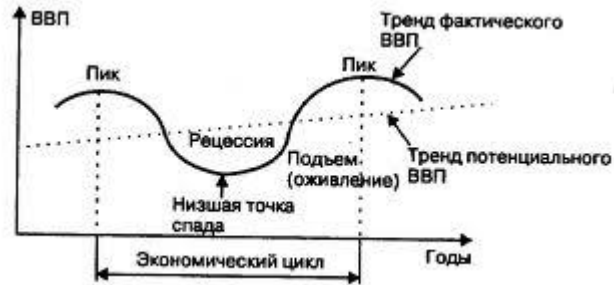 ВВП
Тренд фактического
ВВП
Пик
Пик
Рецессия
Подъем
(оживление)
Тренд потенциального
ВВП
Низшая точка
спада
Экономический цикл
Годы